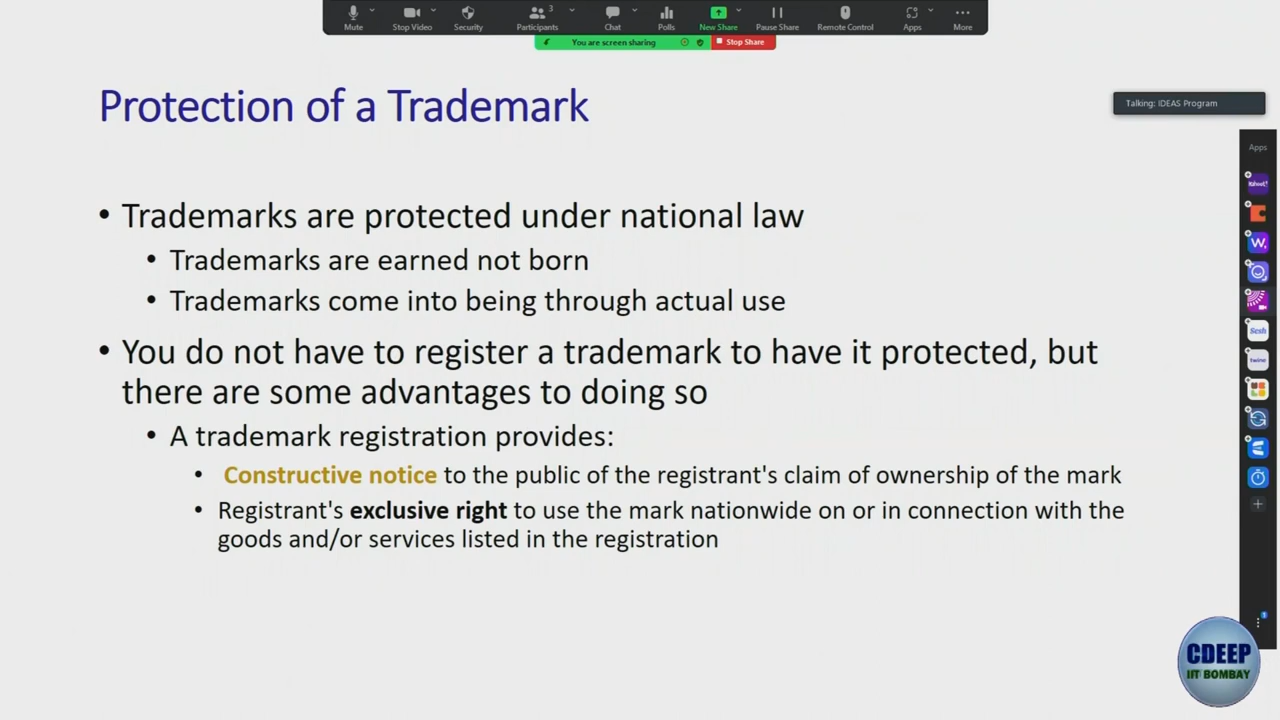 Mute
Stop Video
Security
Participants
3
Chat
Polls
New Share
Pause Share
Remote Control
Apps
More
You are screen sharing
Stop Share
Protection of a Trademark
Talking: IDEAS Program
Apps
• Trademarks are protected under national law
• Trademarks are earned not born
• Trademarks come into being through actual use
• You do not have to register a trademark to have it protected, but
there are some advantages to doing so
• A trademark registration provides:
• Constructive notice to the public of the registrant's claim of ownership of the mark
• Registrant's exclusive right to use the mark nationwide on or in connection with the
goods and/or services listed in the registration
Kahoot!
W.
Sesh
twine
1
CDEEP
IIT BOMBAY